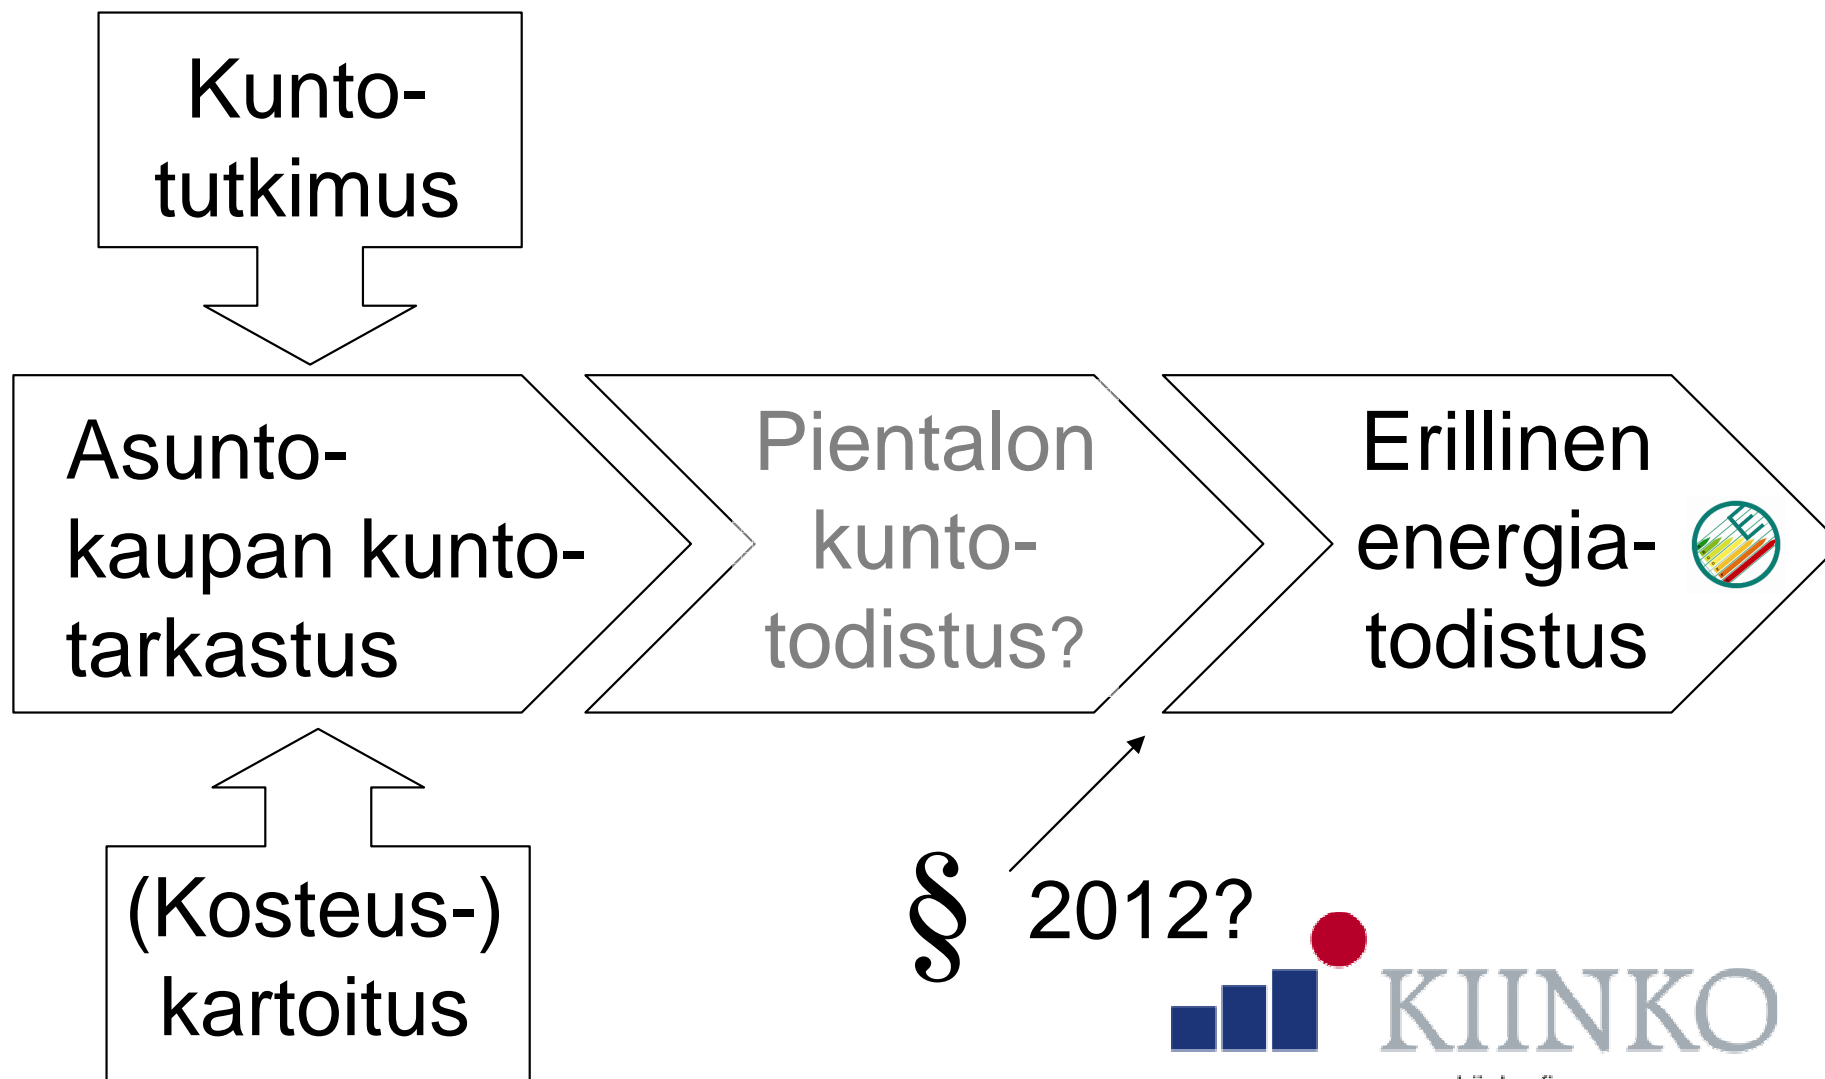 Kunto-
tutkimus
Asunto-
kaupan kunto-
tarkastus
Pientalon
kunto-
todistus?
Erillinen
energia-
todistus
E
(Kosteus-)
kartoitus
§ 2012?
KIINKO